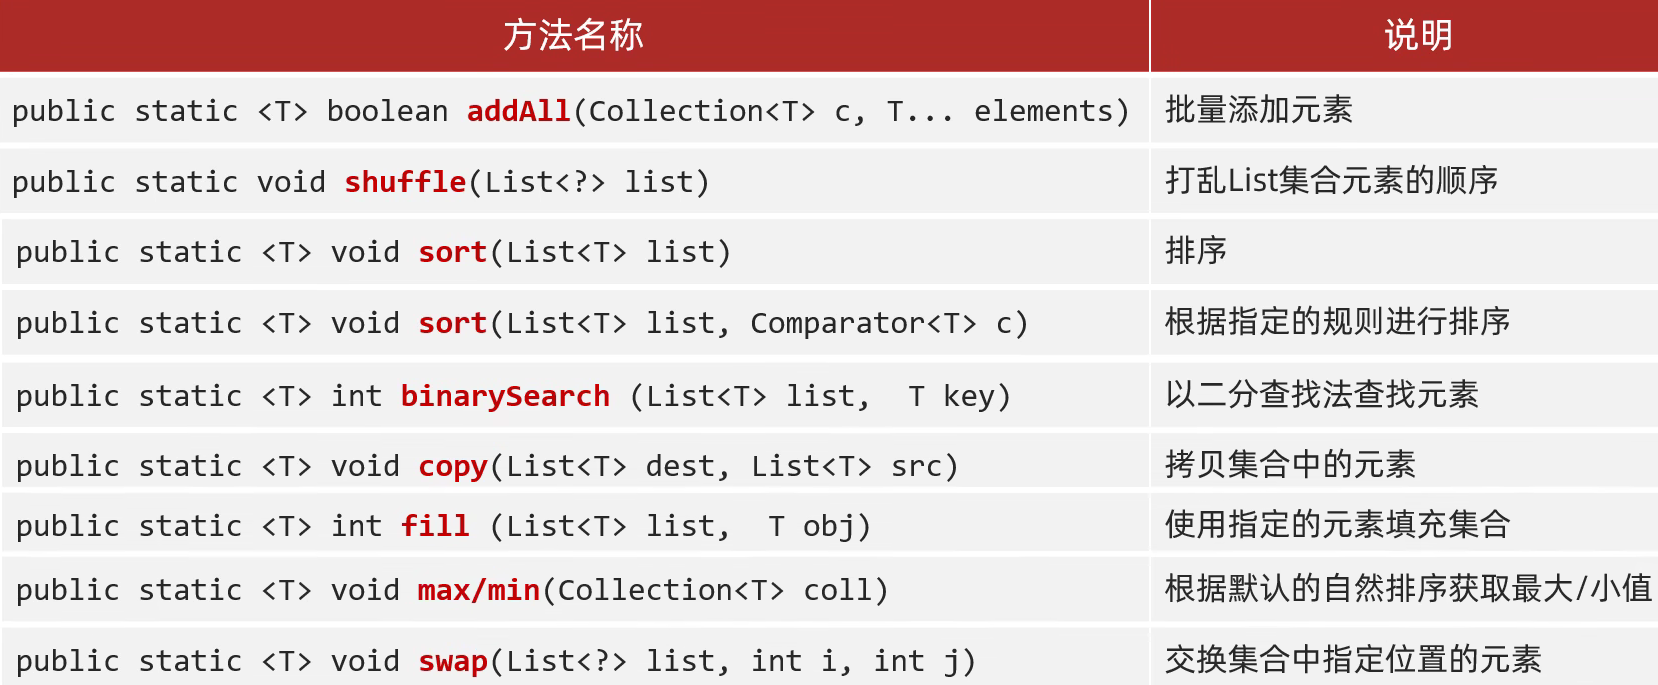 方法名称 说明
public static <T> boolean addAll(Collection<T> c, T... elements) 批量添加元素
public static void shuffle(List<?> list) 打乱List集合元素的顺序
public static <T> void sort(List<T> list) 排序
public static <T> void sort(List<T> list, Comparator<T> c) 根据指定的规则进行排序
public static <T> int binarySearch (List<T> list, T key) 以二分查找法查找元素
public static <T> void copy(List<T> dest, List<T> src) 拷贝集合中的元素
public static <T> int fill (List<T> list, T obj) 使用指定的元素填充集合
public static <T> void max/min(Collection<T> coll) 根据默认的自然排序获取最大/小值
public static <T> void swap(List<?> list, int i, int j) 交换集合中指定位置的元素